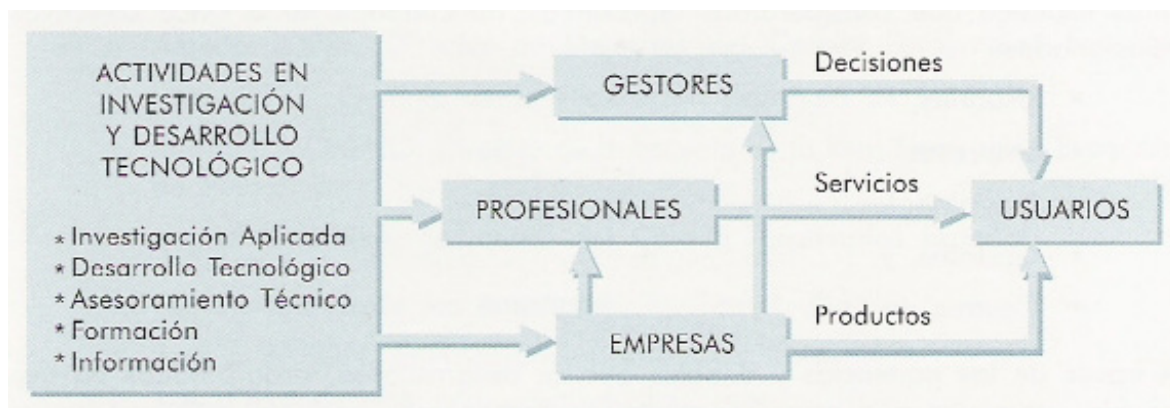 ACTIVIDADES EN
INVESTIGACIÓN
Y DESARROLLO
TECNOLÓGICO
* Investigación Aplicada
* Desarrollo Tecnológico
* Asesoramiento Técnico
* Formación
* Información
GESTORES
Decisiones
PROFESIONALES
Servicios
USUARIOS
EMPRESAS
Productos